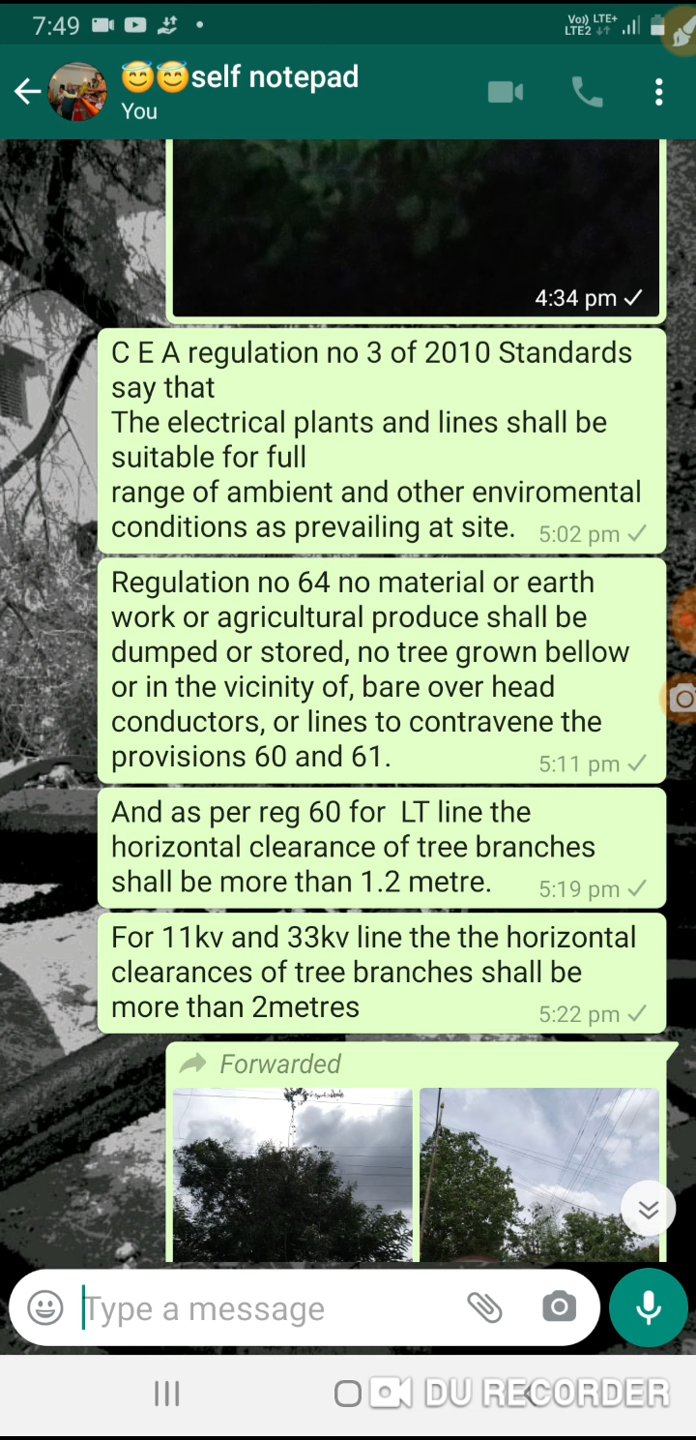 7:49
Vo)) LTE+
LTE2
😇😇self notepad
You
4:34 pm
C E A regulation no 3 of 2010 Standards
say that
The electrical plants and lines shall be
suitable for full
range of ambient and other enviromental
conditions as prevailing at site. 5:02 pm
Regulation no 64 no material or earth
work or agricultural produce shall be
dumped or stored, no tree grown bellow
or in the vicinity of, bare over head
conductors, or lines to contravene the
provisions 60 and 61. 5:11 pm
And as per reg 60 for LT line the
horizontal clearance of tree branches
shall be more than 1.2 metre. 5:19 pm
For 11kv and 33kv line the the horizontal
clearances of tree branches shall be
more than 2metres 5:22 pm
Forwarded
Type a message
DU RECORDER